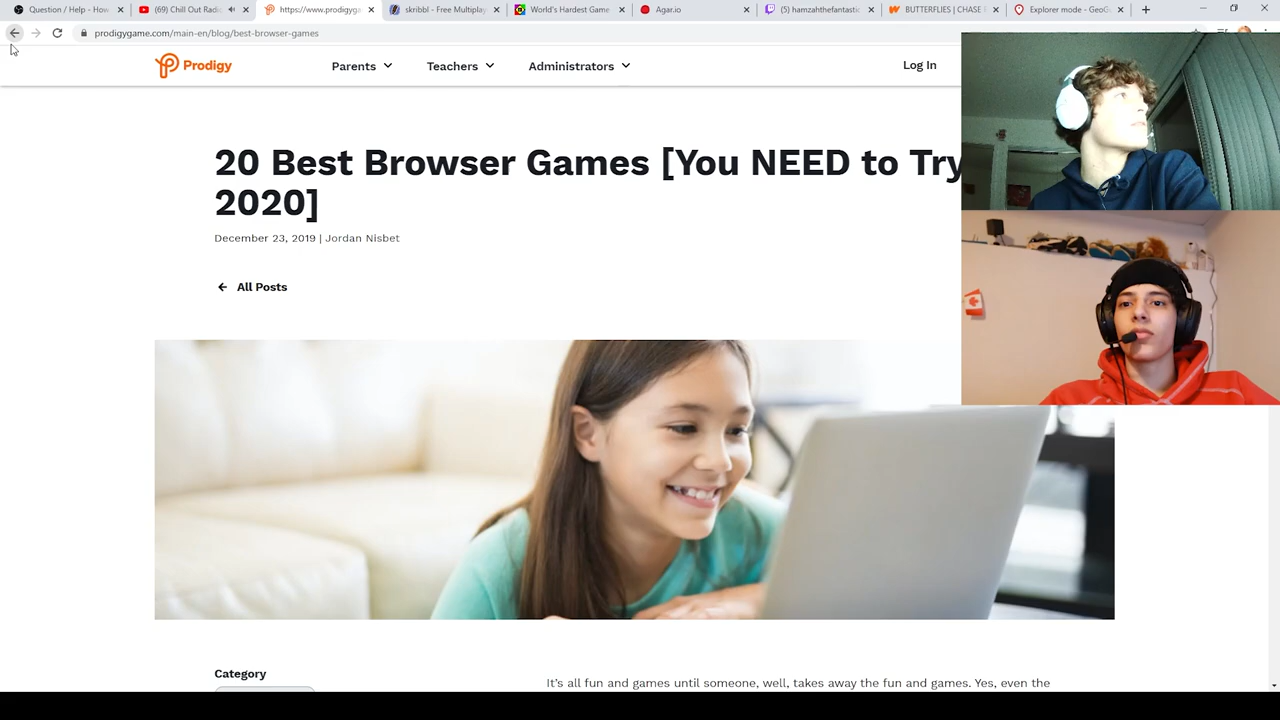 Question / Help - How
(69) Chill Out Radi
https://www.prodigyga
skribbl - Free Multiplay
World's Hardest Game
Agar.io
(5) hamzahthefantastic
BUTTERFLIES | CHASE
Explorer mode - GeoG
prodigygame.com/main-en/blog/best-browser-games
Prodigy
Parents
Teachers
Administrators
Log In
20 Best Browser Games [You NEED to Try
2020]
December 23, 2019 | Jordan Nisbet
All Posts
Category
It's all fun and games until someone, well, takes away the fun and games. Yes, even the